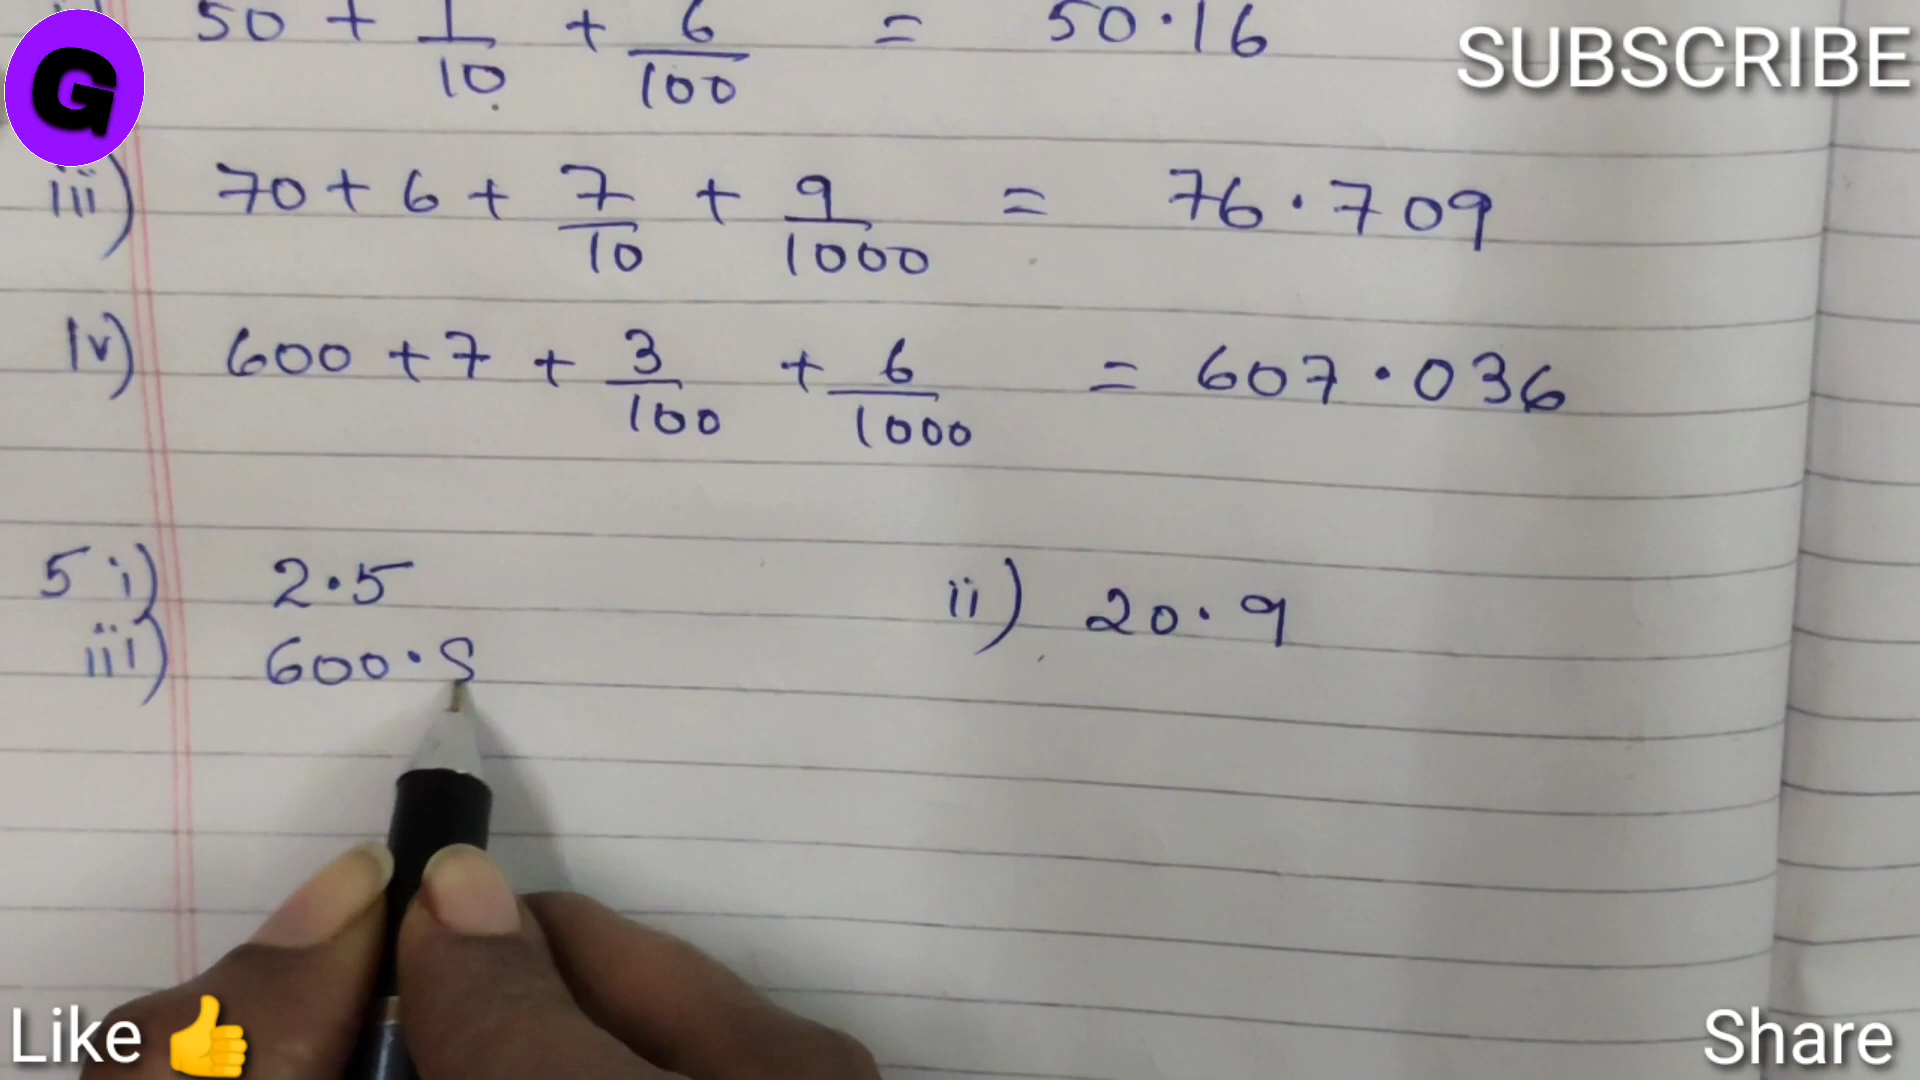 50 + 1/10 + 6/100 = 50.16
SUBSCRIBE
G
iii) 70 + 6 + 7/10 + 9/1000 = 76.709
iv) 600 + 7 + 3/100 + 6/1000 = 607.036
5 i) 2.5 ii) 20.9
iii) 600.
Like 👍
Share